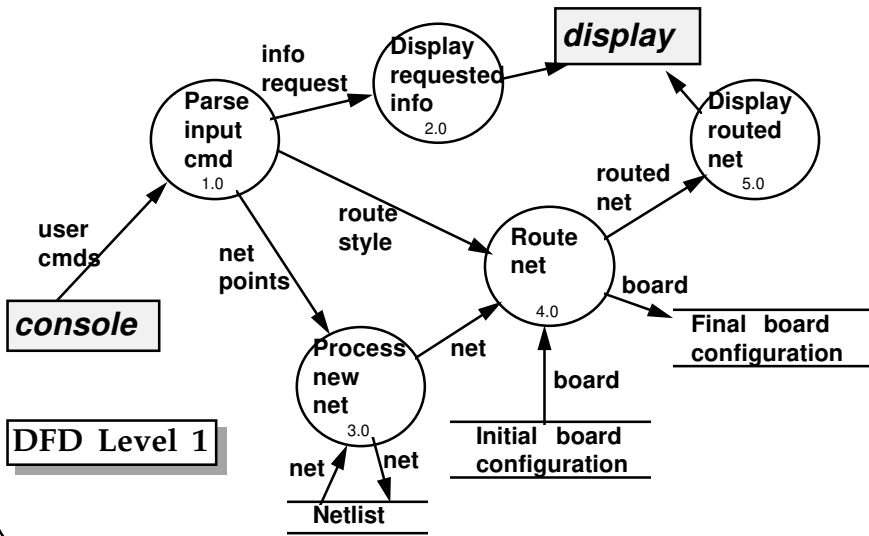 info
request
Display
requested
info
2.0
display
Parse
input
cmd
1.0
Display
routed
net
5.0
user
cmds
net
points
route
style
Route
net
4.0
routed
net
board
Final board
configuration
console
Process
new
net
3.0
net
board
Initial board
configuration
DFD Level 1
net
net
Netlist